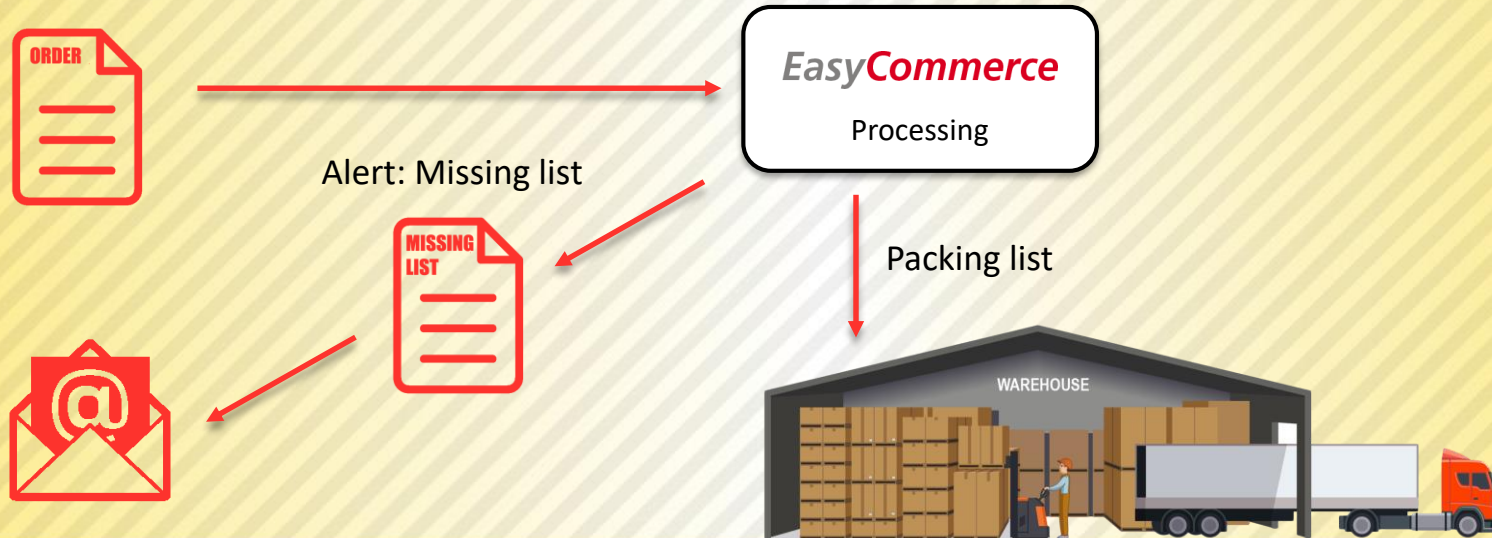 ORDER
EasyCommerce
Processing
Alert: Missing list
MISSING
LIST
Packing list
@
WAREHOUSE